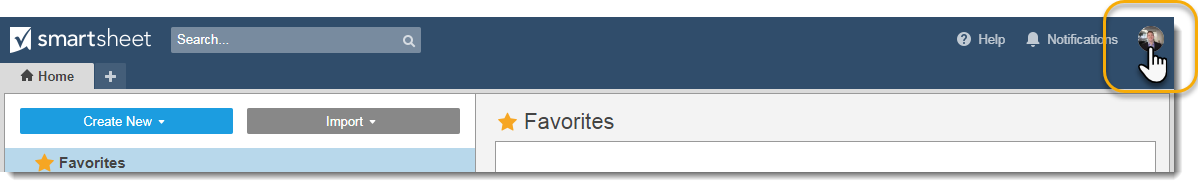 smartsheet
Search...
Help
Notifications
Home
Create New
Import
Favorites
Favorites